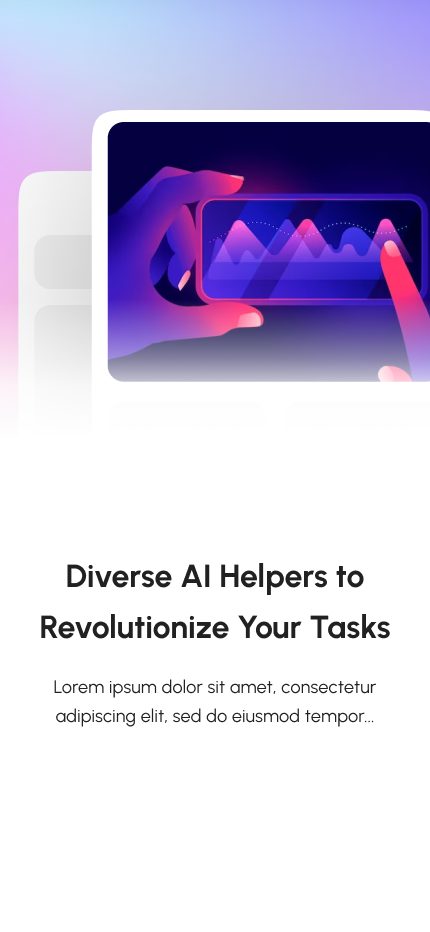 Diverse AI Helpers to
Revolutionize Your Tasks
Lorem ipsum dolor sit amet, consectetur
adipiscing elit, sed do eiusmod tempor...